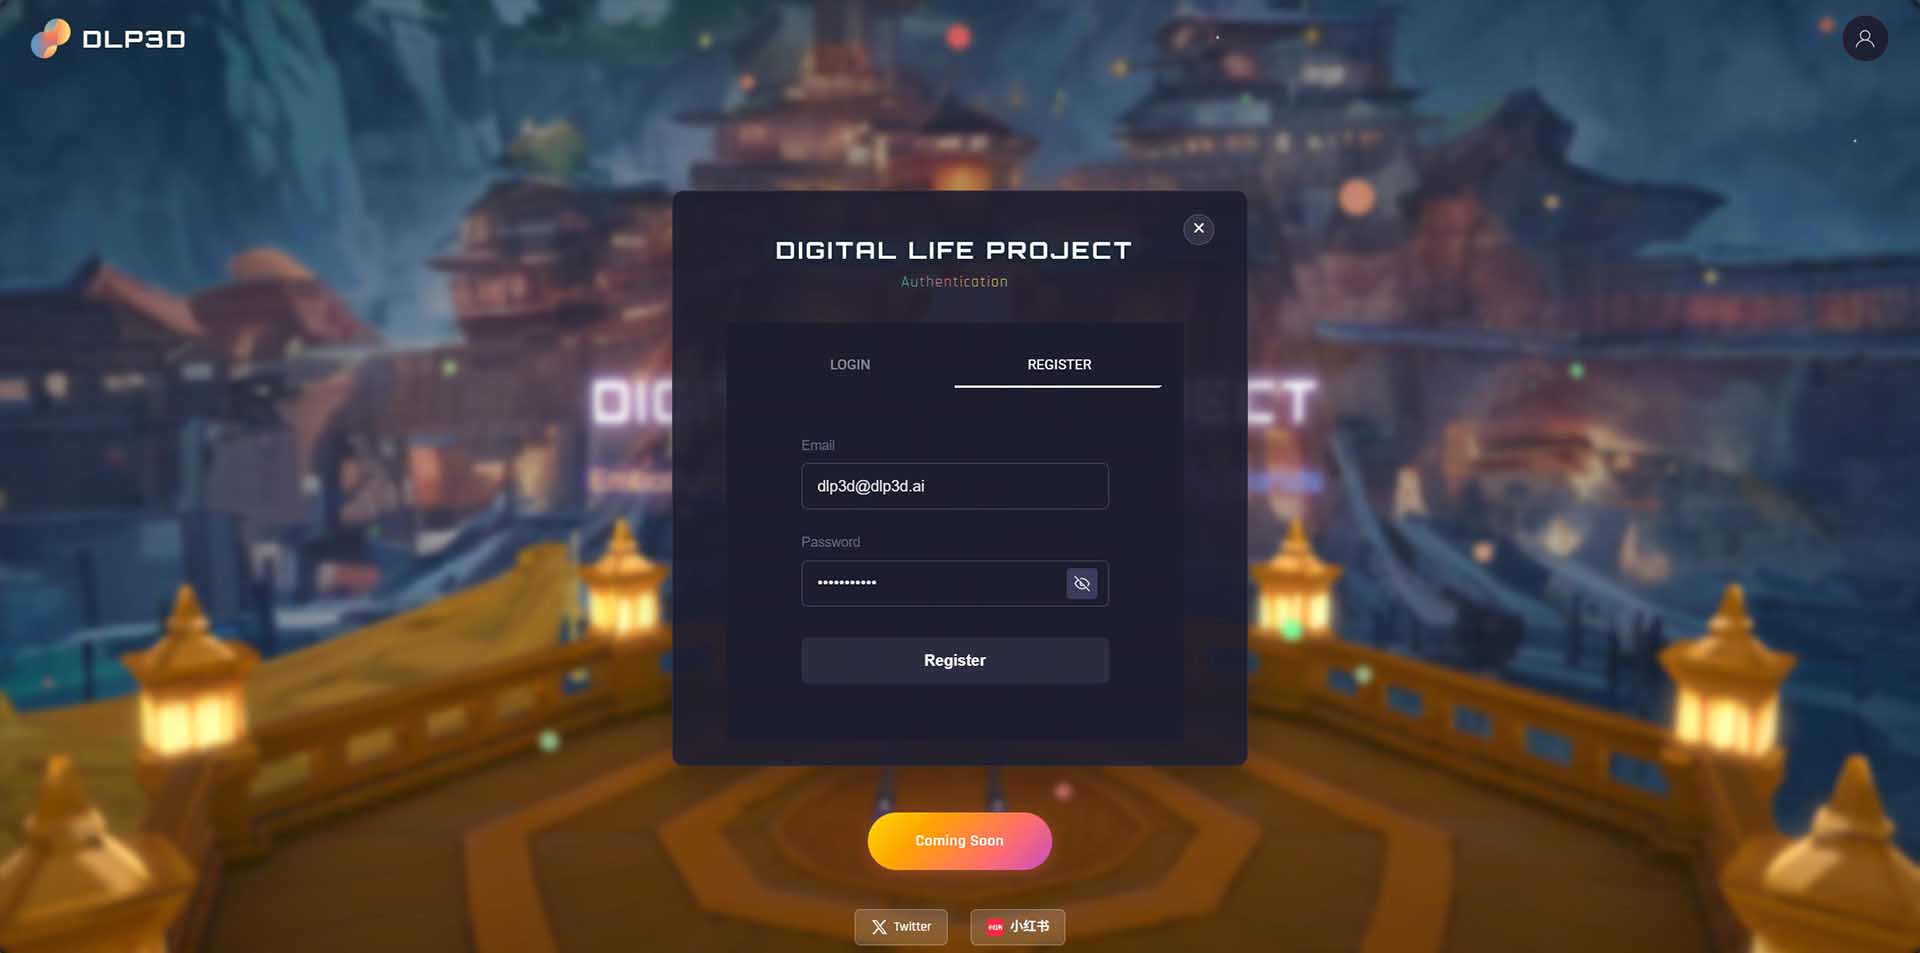 DLP3D
DIGITAL LIFE PROJECT
Authentication
LOGIN
REGISTER
Email
dlp3d@dlp3d.ai
Password
•••••••••••
Register
Coming Soon
Twitter
小红书